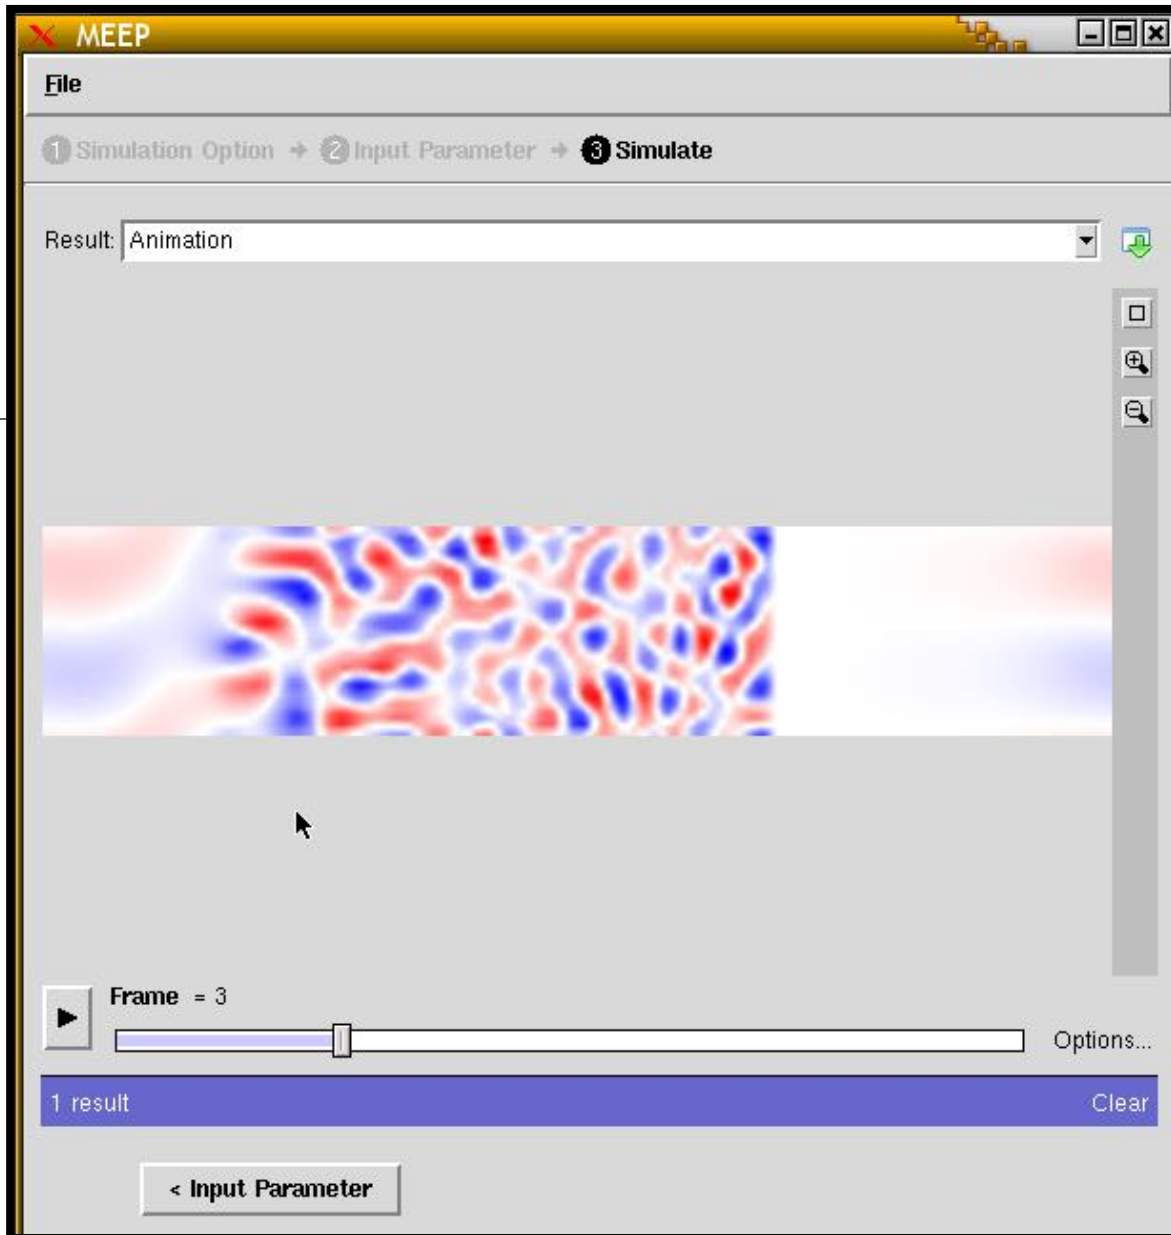 MEEP
File
1 Simulation Option → 2 Input Parameter → 3 Simulate
Result: Animation
Frame = 3
Options...
1 result Clear
< Input Parameter